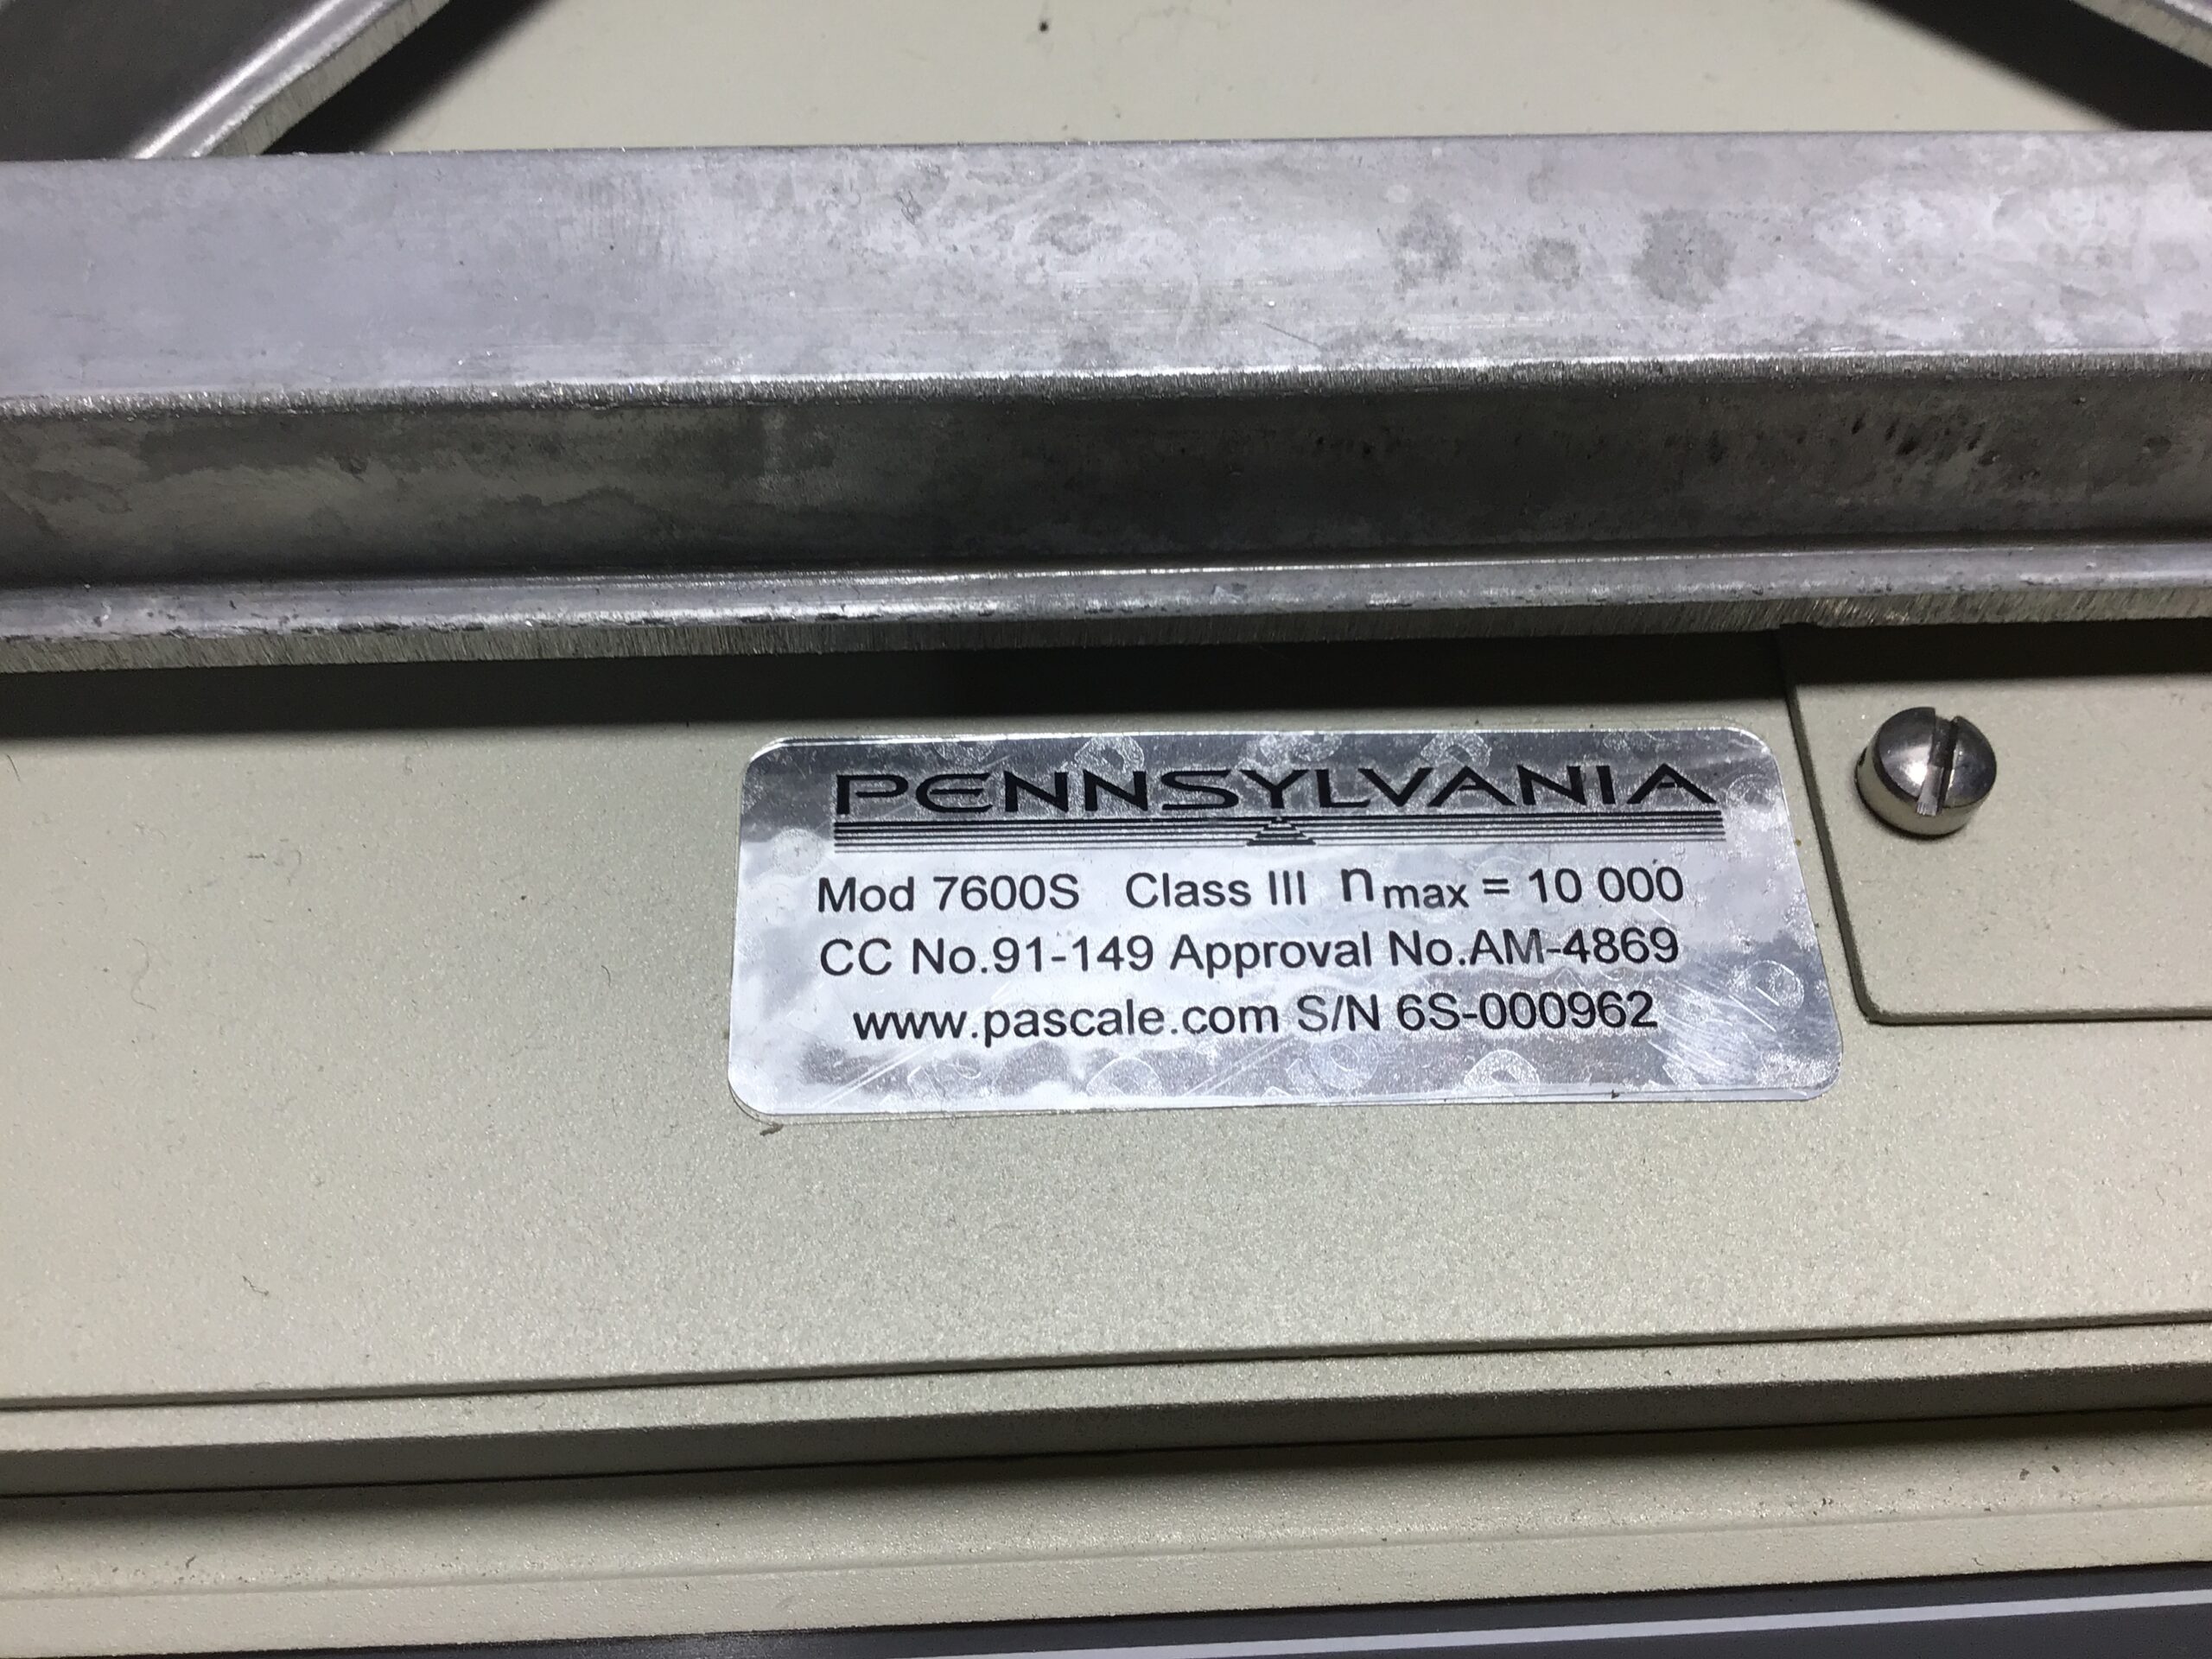 PENNSYLVANIA
Mod 7600S Class III nmax = 10 000
CC No.91-149 Approval No.AM-4869
www.pascale.com S/N 6S-000962